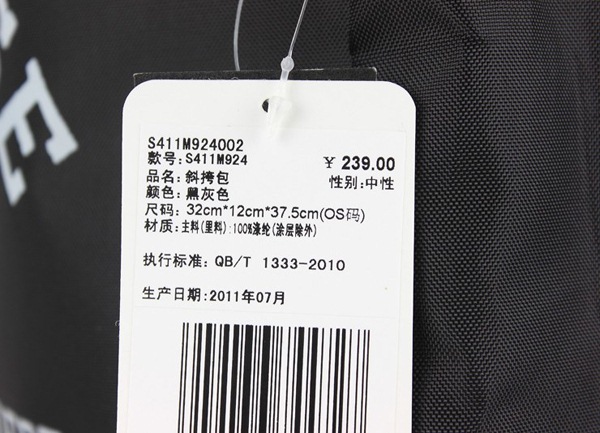 S411M924002
款号:S411M924 ￥ 239.00
品名:斜挎包 性别:中性
颜色:黑灰色
尺码: 32cm*12cm*37.5cm(OS码)
材质:主料(里料):100%涤纶(涂层除外)
执行标准: QB/T 1333-2010
生产日期:2011年07月